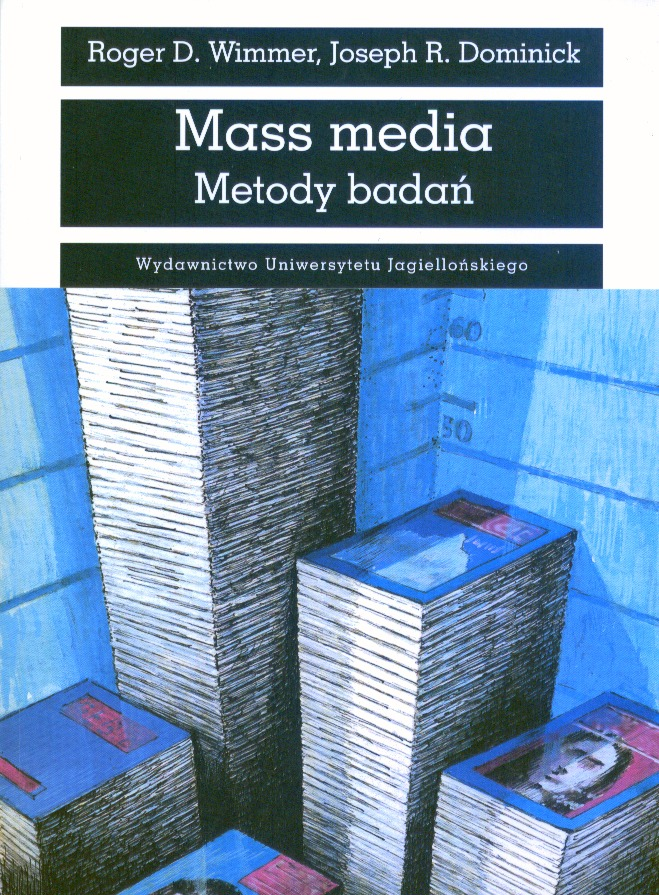 Roger D. Wimmer, Joseph R. Dominick
Mass media
Metody badań
Wydawnictwo Uniwersytetu Jagiellońskiego
60
50